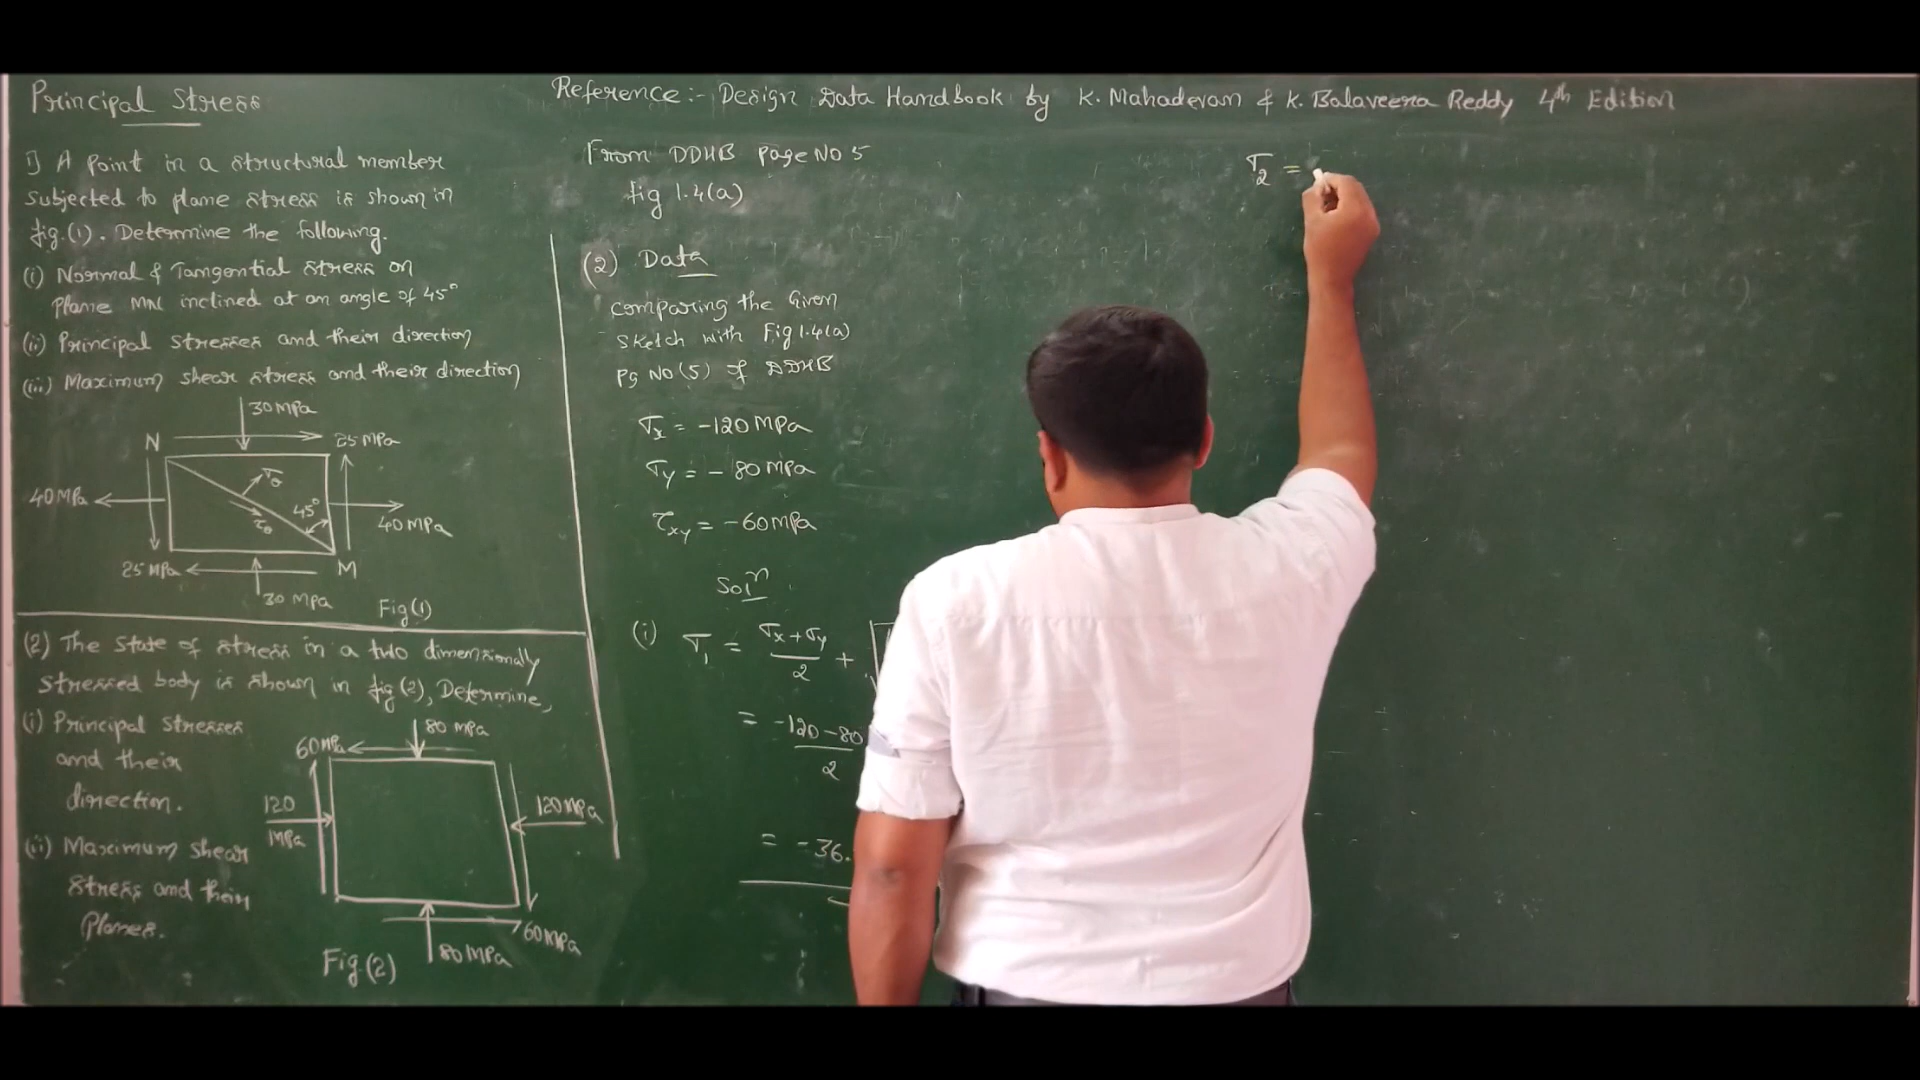 Principal Stress
Reference:- Design Data Handbook by K. Mahadevan & K. Balaveera Reddy 4th Edition
1) A point in a structural member
subjected to plane stress is shown in
fig.(1). Determine the following.
(i) Normal & Tangential stress on
plane MN inclined at an angle of 45°
(ii) Principal stresses and their direction
(iii) Maximum shear stress and their direction
30 MPa
N
25 MPa
40 MPa
σθ
45°
τθ
40 MPa
25 MPa
M
30 MPa
Fig(1)
(2) The state of stress in a two dimensionally
stressed body is shown in fig(2), Determine,
(i) Principal stresses
and their
direction.
(ii) Maximum shear
stress and their
planes.
80 MPa
60MPa
120
MPa
120MPa
60MPa
80 MPa
Fig(2)
From DDHB page No 5
fig 1.4(a)
(2) Data
comparing the Given
sketch with Fig 1.4(a)
Pg No (5) of DDHB
σx = -120 MPa
σy = - 80 MPa
τxy = -60 MPa
Solⁿ
(i) σ1 = σx + σy / 2 + √
= -120 - 80 / 2
= -36.
σ2 =